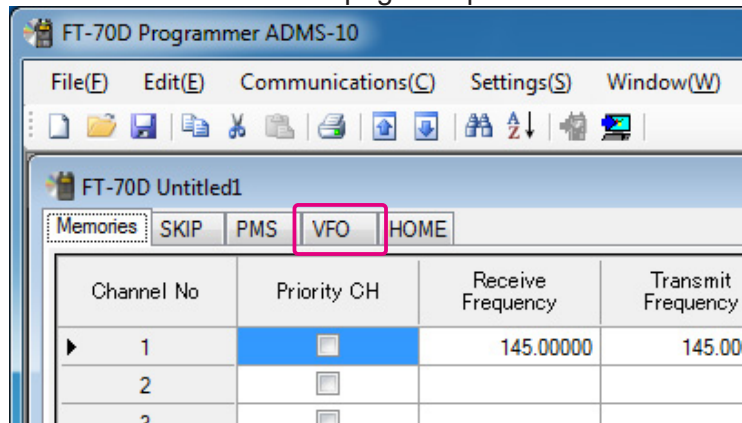 FT-70D Programmer ADMS-10
File(F) Edit(E) Communications(C) Settings(S) Window(W)
FT-70D Untitled1
Memories SKIP PMS VFO HOME
Channel No Priority CH Receive Frequency Transmit Frequency
1 145.00000 145.00
2